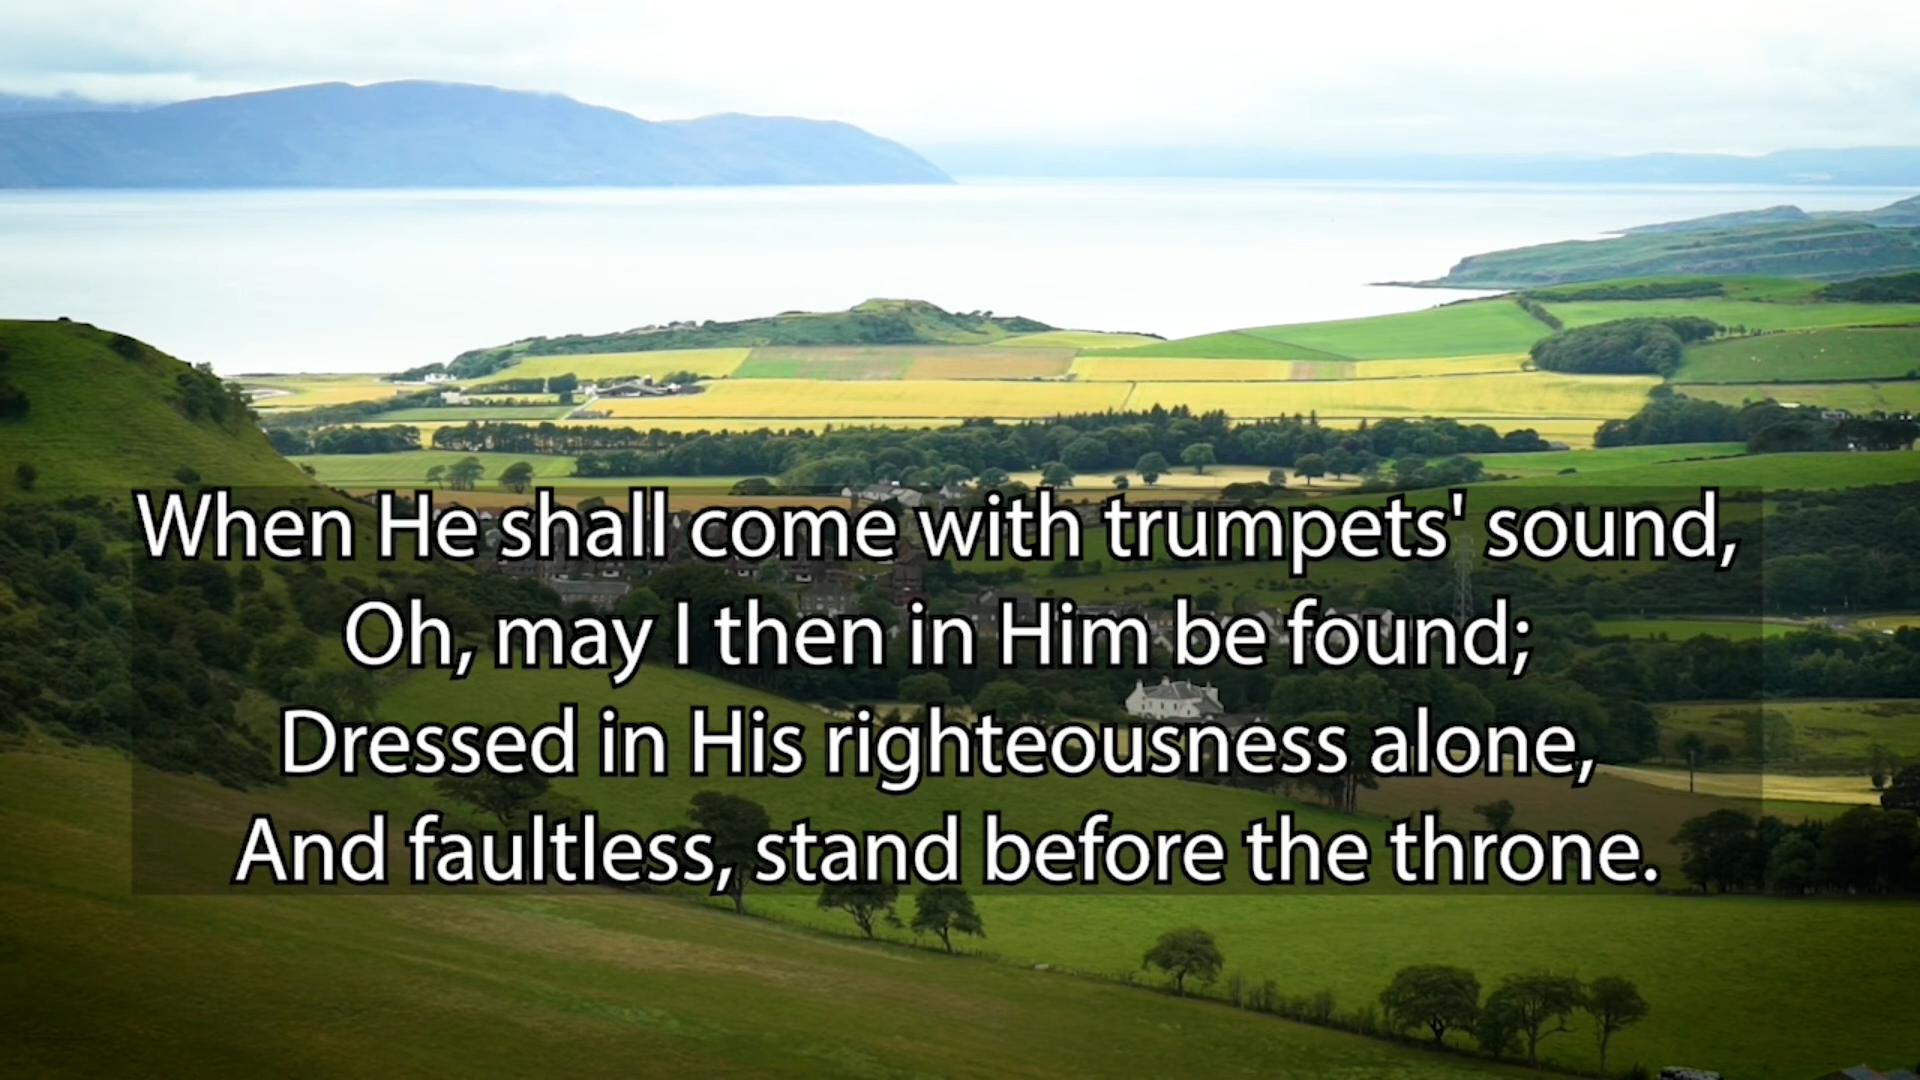 When He shall come with trumpets' sound,
Oh, may I then in Him be found;
Dressed in His righteousness alone,
And faultless, stand before the throne.